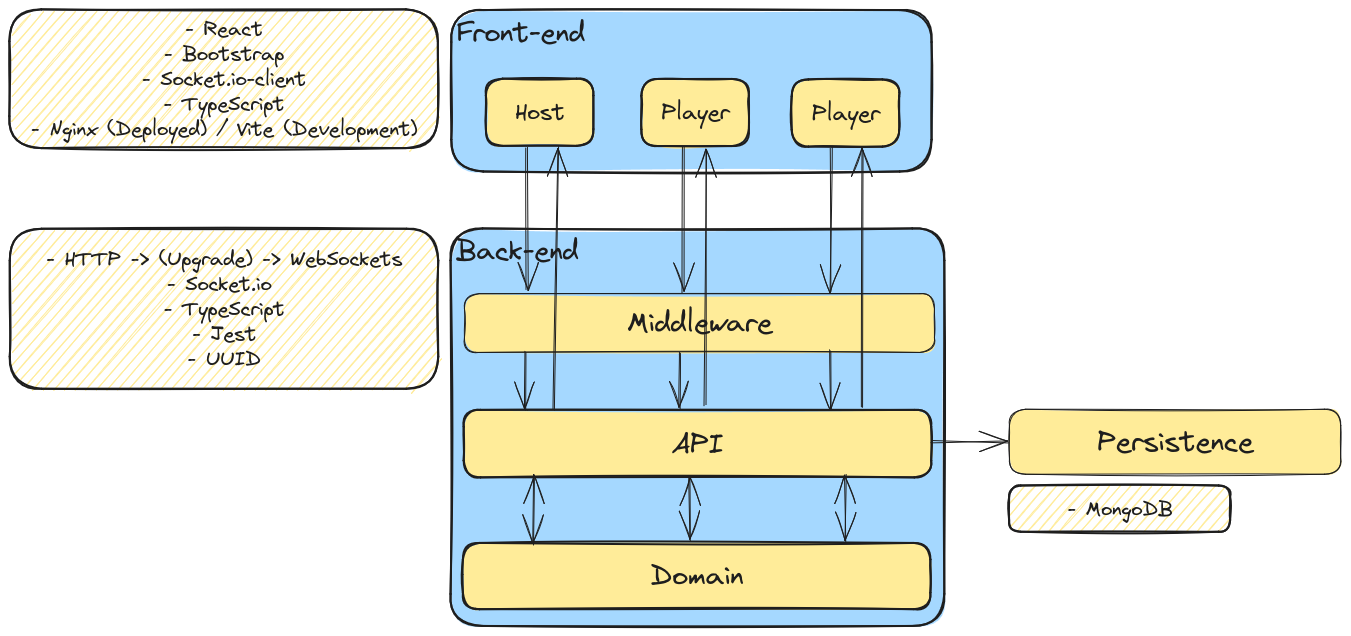 - React
- Bootstrap
- Socket.io-client
- TypeScript
- Nginx (Deployed) / Vite (Development)
Front-end
Host
Player
Player
- HTTP -> (Upgrade) -> WebSockets
- Socket.io
- TypeScript
- Jest
- UUID
Back-end
Middleware
API
Persistence
- MongoDB
Domain